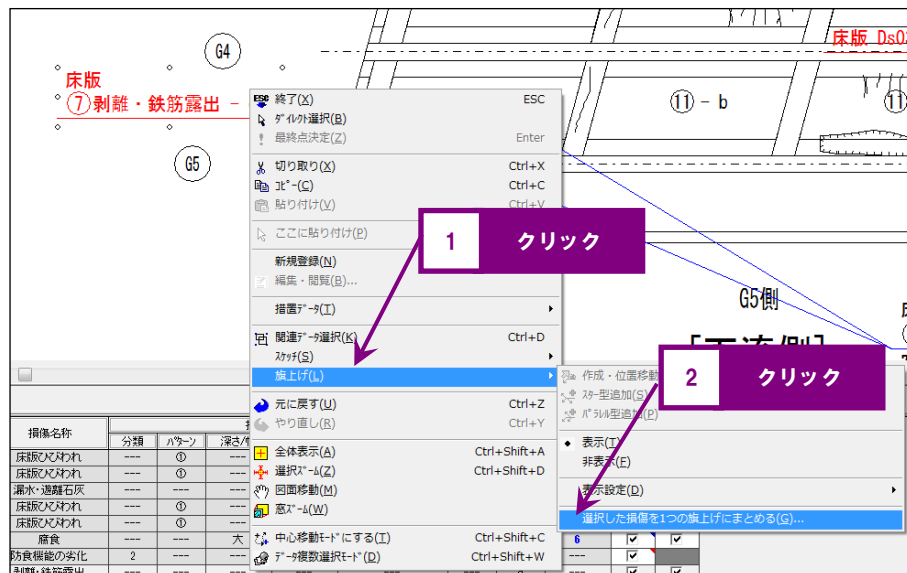 G4
床版 Ds0
床版
⑦剥離・鉄筋露出 -
⑪ - b
⑪
G5
終了(X) ESC
ﾀﾞｲﾚｸﾄ選択(B)
最終点決定(Z) Enter
切り取り(X) Ctrl+X
ｺﾋﾟｰ(C) Ctrl+C
貼り付け(V) Ctrl+V
ここに貼り付け(P)
新規登録(N)
編集・閲覧(B)...
措置ﾃﾞｰﾀ(T)
関連ﾃﾞｰﾀ選択(K) Ctrl+D
ｽｹｯﾁ(S)
旗上げ(L)
元に戻す(U) Ctrl+Z
やり直し(R) Ctrl+Y
全体表示(A) Ctrl+Shift+A
選択ｽﾞｰﾑ(Z) Ctrl+Shift+D
図面移動(M)
窓ｽﾞｰﾑ(W)
中心移動ﾓｰﾄﾞにする(I) Ctrl+Shift+C
ﾃﾞｰﾀ複数選択ﾓｰﾄﾞ(D) Ctrl+Shift+W
1 クリック
G5側
2 クリック
作成・位置移動
ｽﾀｰ型追加(S)
ﾊﾟﾗﾚﾙ型追加(P)
表示(T)
非表示(F)
表示設定(D)
選択した損傷を1つの旗上げにまとめる(G)...
損傷名称
分類 ﾊﾟﾀｰﾝ
床版ひびわれ --- ① ---
床版ひびわれ --- ① ---
漏水・遊離石灰 --- --- ---
床版ひびわれ --- ① ---
床版ひびわれ --- ① ---
腐食 --- --- 大 6
防食機能の劣化 2 --- --- ---
剥離・鉄筋露出 --- --- ---